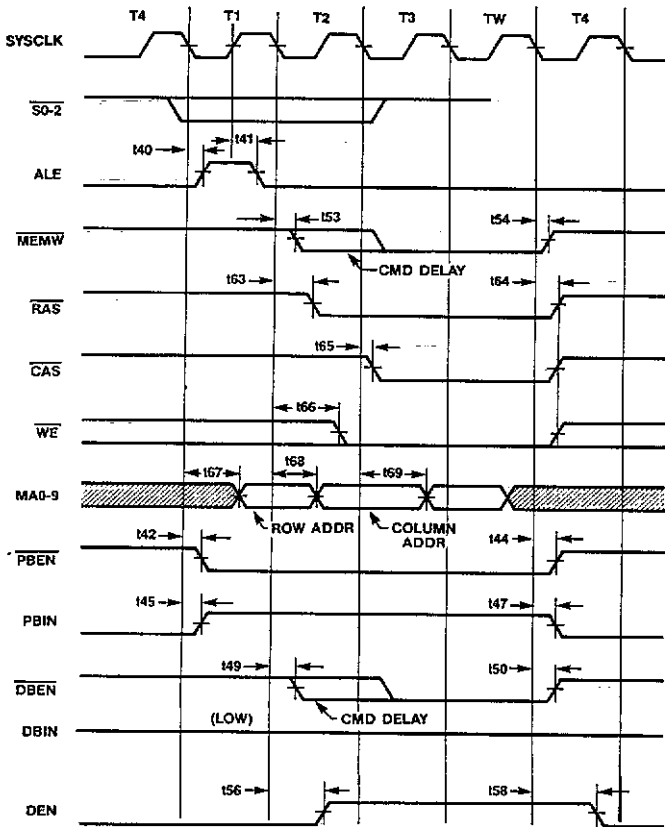 T4 T1 T2 T3 TW T4
SYSCLK
S0-2
t40 t41
ALE
t53 t54
MEMW
CMD DELAY
t63 t64
RAS
t65
CAS
t66
WE
t67 t68 t69
MA0-9
ROW ADDR COLUMN
ADDR
t42 t44
PBEN
t45 t47
PBIN
t49 t50
DBEN
CMD DELAY
(LOW)
DBIN
t56 t58
DEN